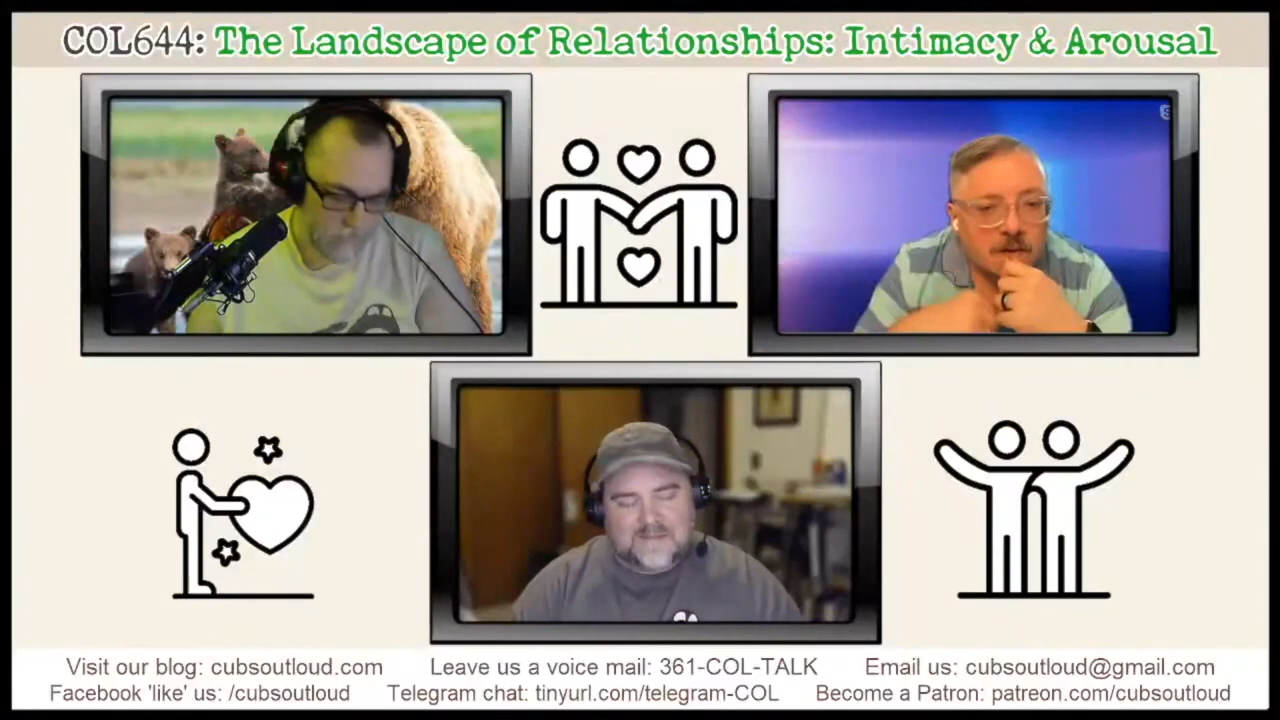 COL644: The Landscape of Relationships: Intimacy & Arousal
Visit our blog: cubsoutloud.com Leave us a voice mail: 361-COL-TALK Email us: cubsoutloud@gmail.com
Facebook 'like' us: /cubsoutloud Telegram chat: tinyurl.com/telegram-COL Become a Patron: patreon.com/cubsoutloud